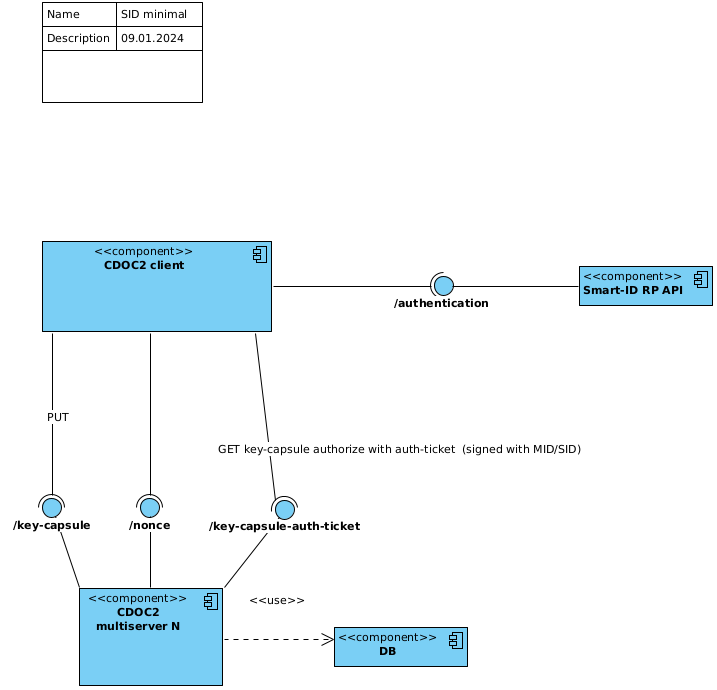 Name SID minimal
Description 09.01.2024
<<component>>
CDOC2 client
<<component>>
Smart-ID RP API
/authentication
PUT
GET key-capsule authorize with auth-ticket (signed with MID/SID)
/key-capsule
/nonce
/key-capsule-auth-ticket
<<component>>
CDOC2
multiserver N
<<use>>
<<component>>
DB